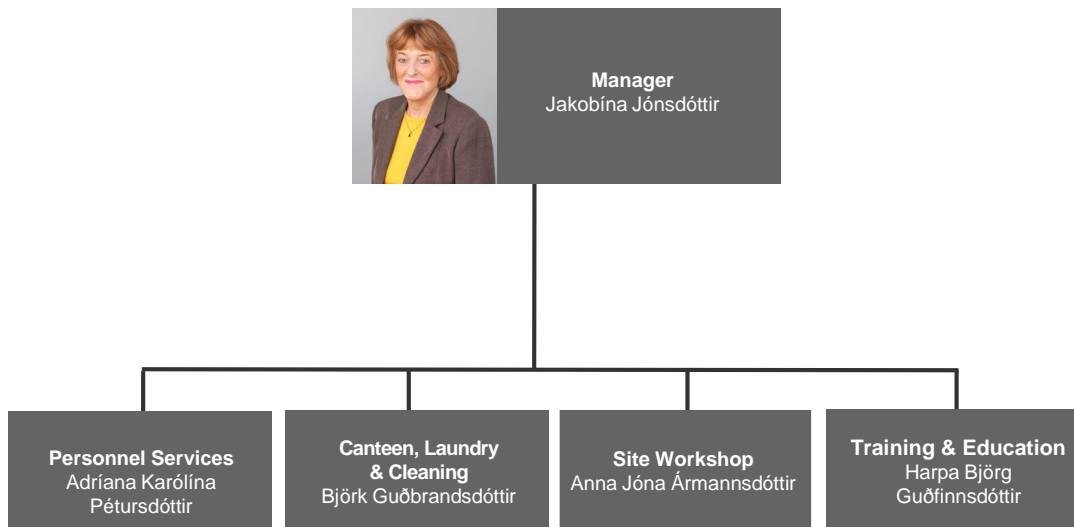 Manager
Jakobína Jónsdóttir
Personnel Services
Adríana Karólína
Pétursdóttir
Canteen, Laundry
& Cleaning
Björk Guðbrandsdóttir
Site Workshop
Anna Jóna Ármannsdóttir
Training & Education
Harpa Björg
Guðfinnsdóttir